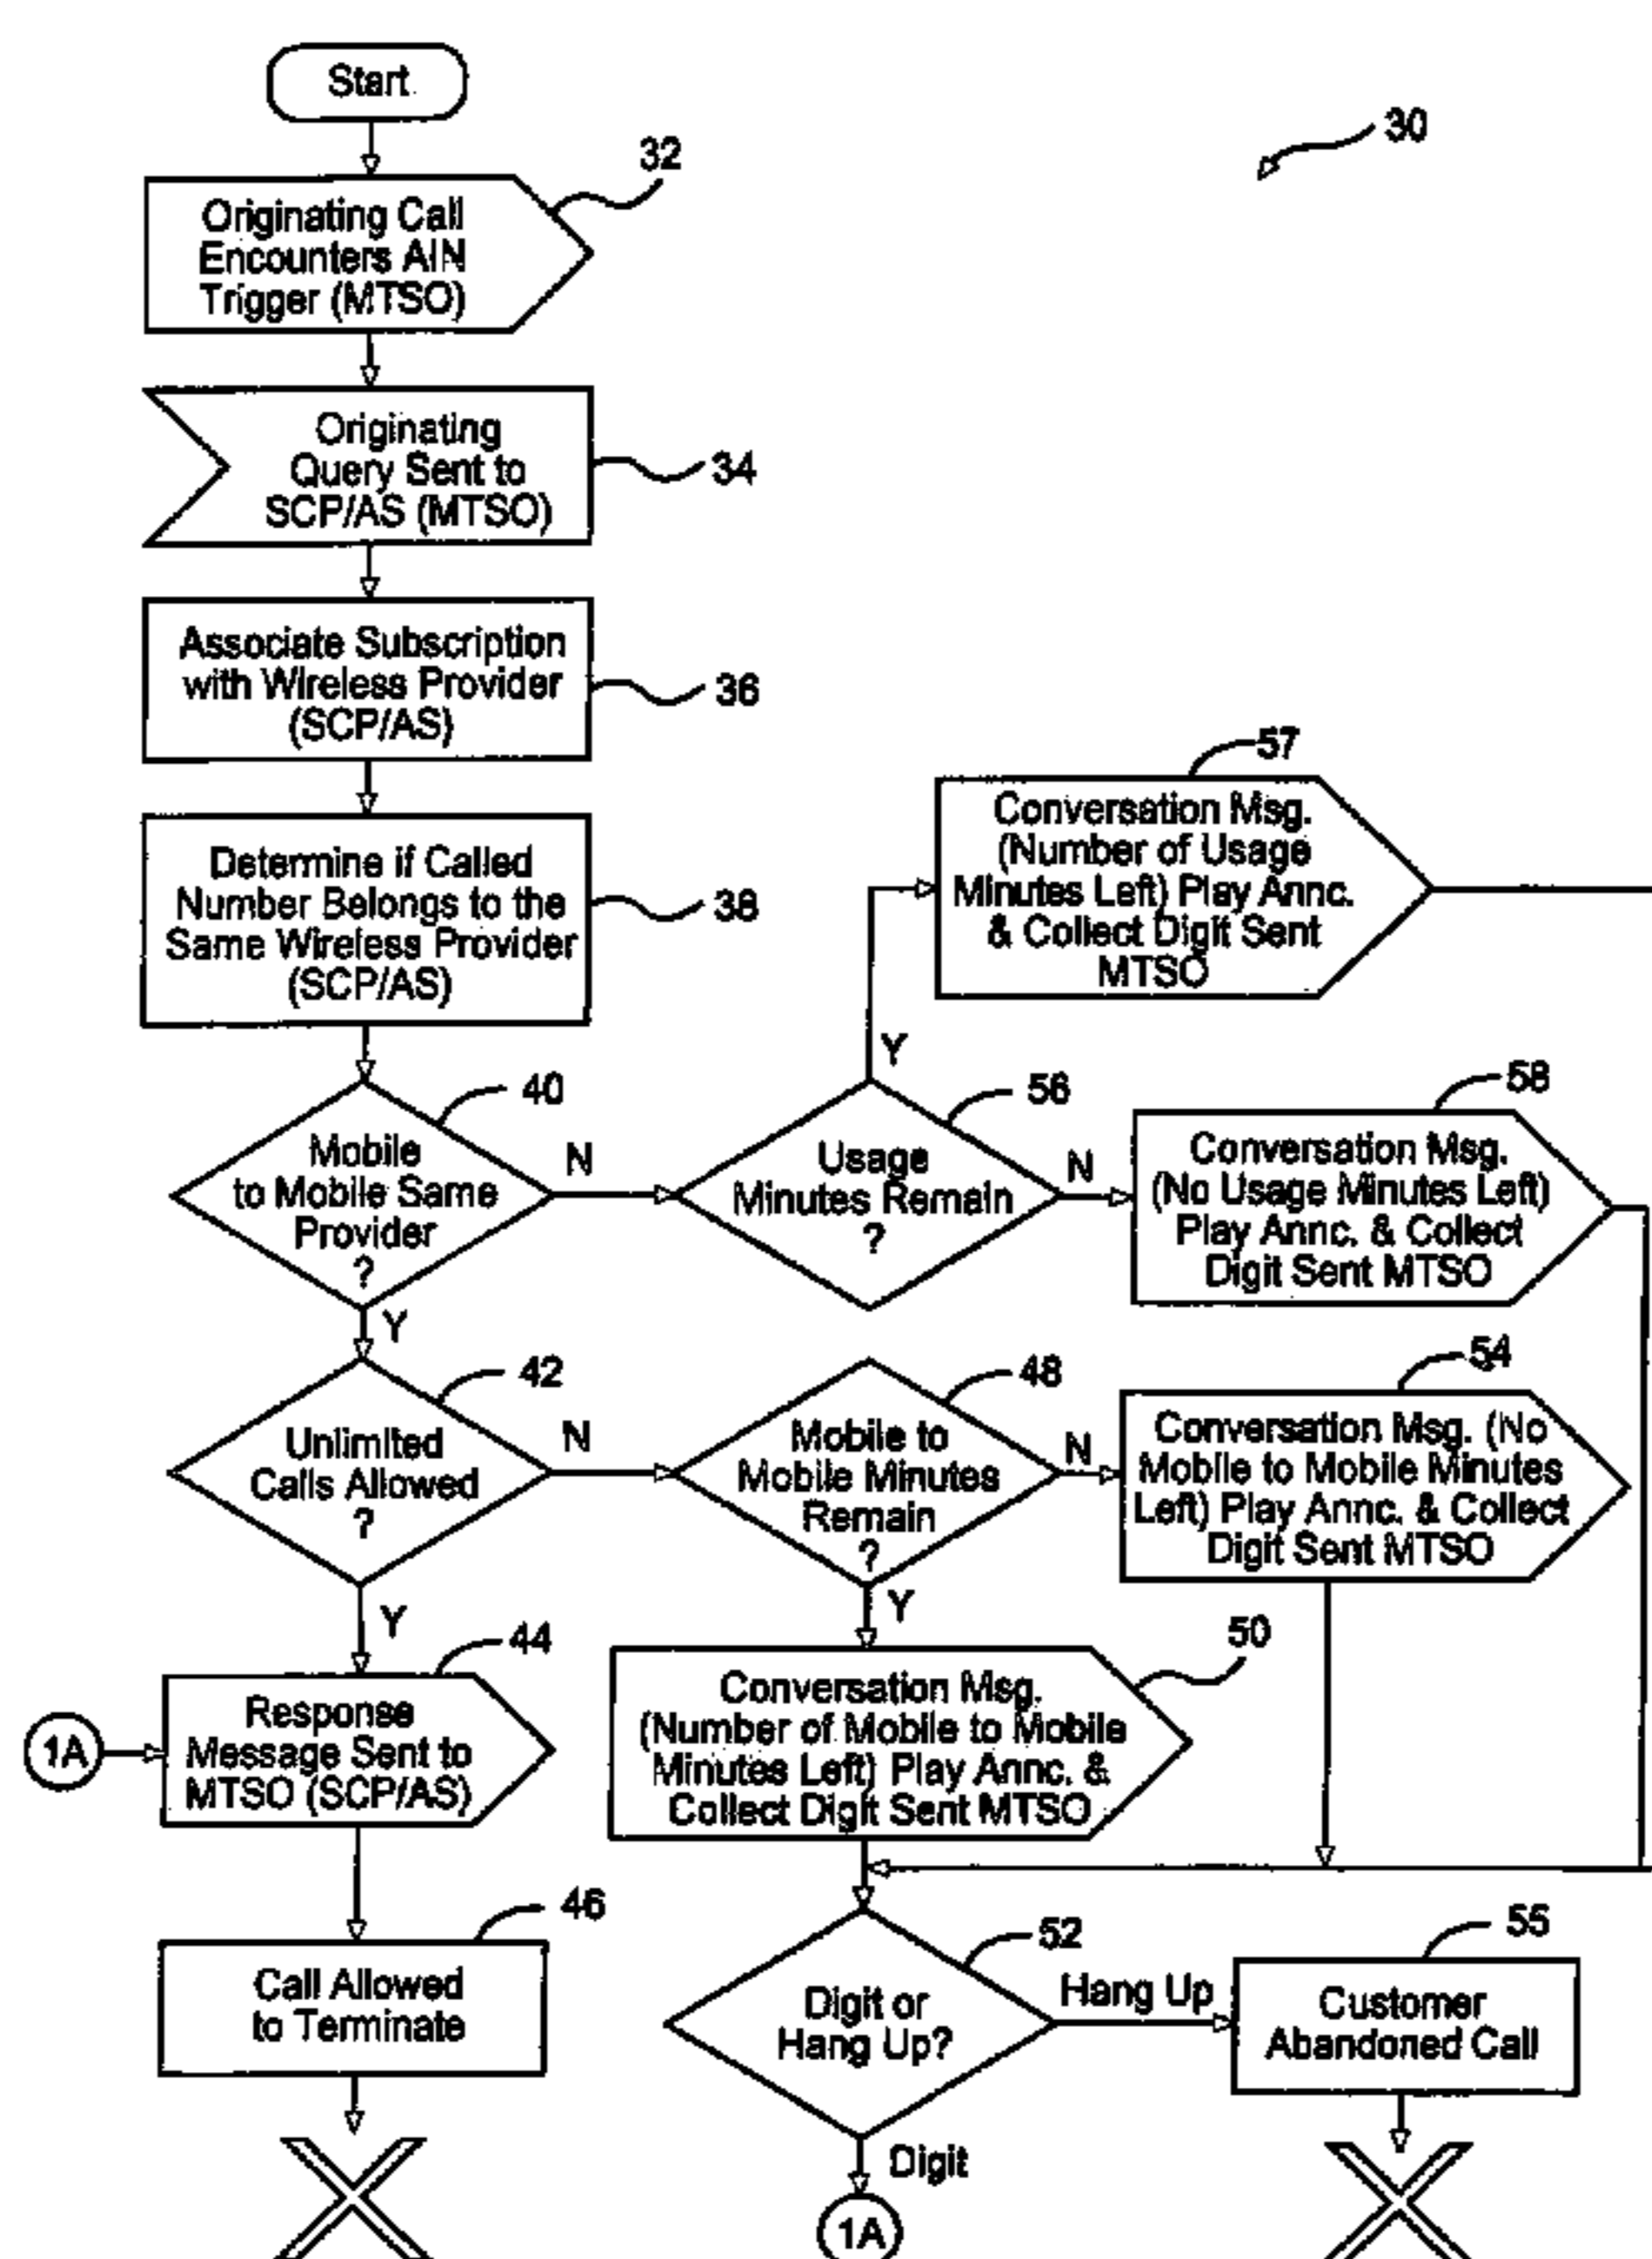 Start
30
32
Originating Call
Encounters AIN
Trigger (MTSO)
Originating
Query Sent to
SCP/AS (MTSO)
34
Associate Subscription
with Wireless Provider
(SCP/AS)
36
Determine if Called
Number Belongs to the
Same Wireless Provider
(SCP/AS)
38
57
Conversation Msg.
(Number of Usage
Minutes Left) Play Annc.
& Collect Digit Sent
MTSO
Y
40
Mobile
to Mobile Same
Provider
?
N
56
Usage
Minutes Remain
?
N
58
Conversation Msg.
(No Usage Minutes Left)
Play Annc. & Collect
Digit Sent MTSO
Y
42
Unlimited
Calls Allowed
?
N
48
Mobile to
Mobile Minutes
Remain
?
N
54
Conversation Msg. (No
Mobile to Mobile Minutes
Left) Play Annc. & Collect
Digit Sent MTSO
Y
Y
44
1A
Response
Message Sent to
MTSO (SCP/AS)
50
Conversation Msg.
(Number of Mobile to Mobile
Minutes Left) Play Annc. &
Collect Digit Sent MTSO
46
Call Allowed
to Terminate
52
Digit or
Hang Up?
Hang Up
55
Customer
Abandoned Call
Digit
1A